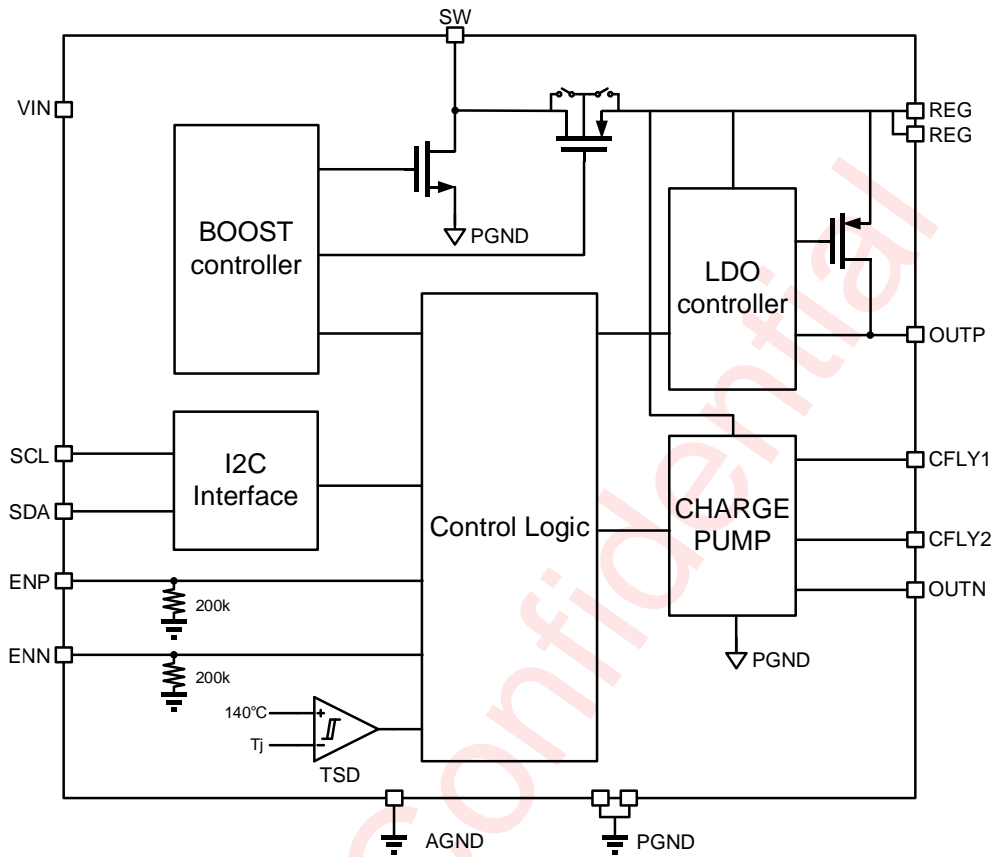 SW
VIN
REG
REG
BOOST
controller
PGND
LDO
controller
OUTP
SCL
SDA
I2C
Interface
Control Logic
CHARGE
PUMP
CFLY1
CFLY2
OUTN
ENP
200k
ENN
200k
PGND
140℃
+
Tj
−
TSD
AGND
PGND
Confidential